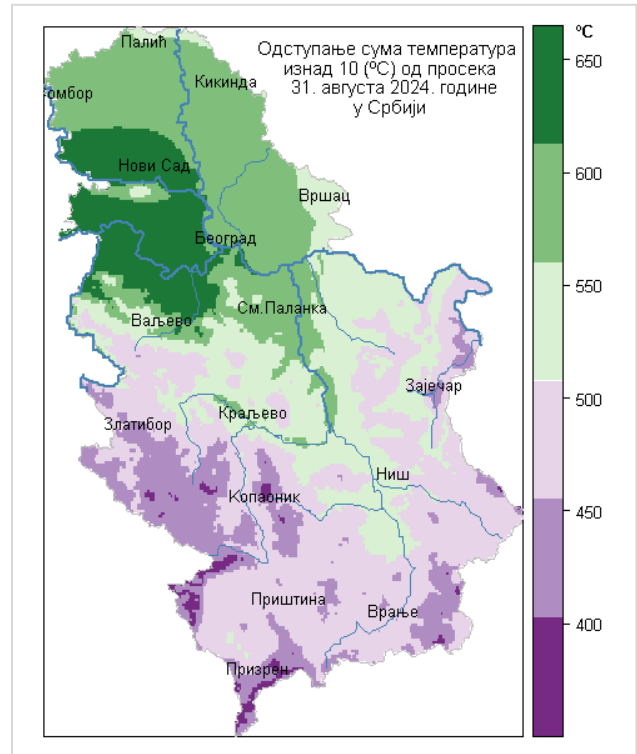 Одступање сума температура
изнад 10 (ºC) од просека
31. августа 2024. године
у Србији
ºC
650
600
550
500
450
400
Палић
Кикинда
омбор
Нови Сад
Вршац
Београд
См.Паланка
Ваљево
Зајечар
Краљево
Златибор
Ниш
Копаоник
Приштина
Врање
Призрен